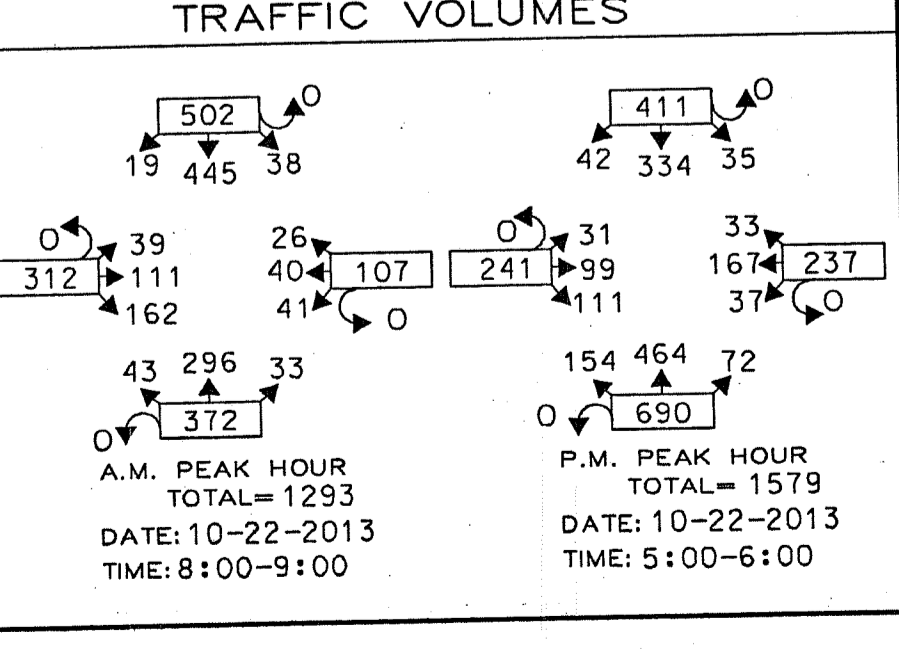 TRAFFIC VOLUMES
502 0
19 445 38
0 39
312 111
162
26
40 107
41 0
43 296 33
0 372
A.M. PEAK HOUR
TOTAL= 1293
DATE: 10-22-2013
TIME: 8:00-9:00
411 0
42 334 35
0 31
241 99
111
33
167 237
37 0
154 464 72
0 690
P.M. PEAK HOUR
TOTAL= 1579
DATE: 10-22-2013
TIME: 5:00-6:00